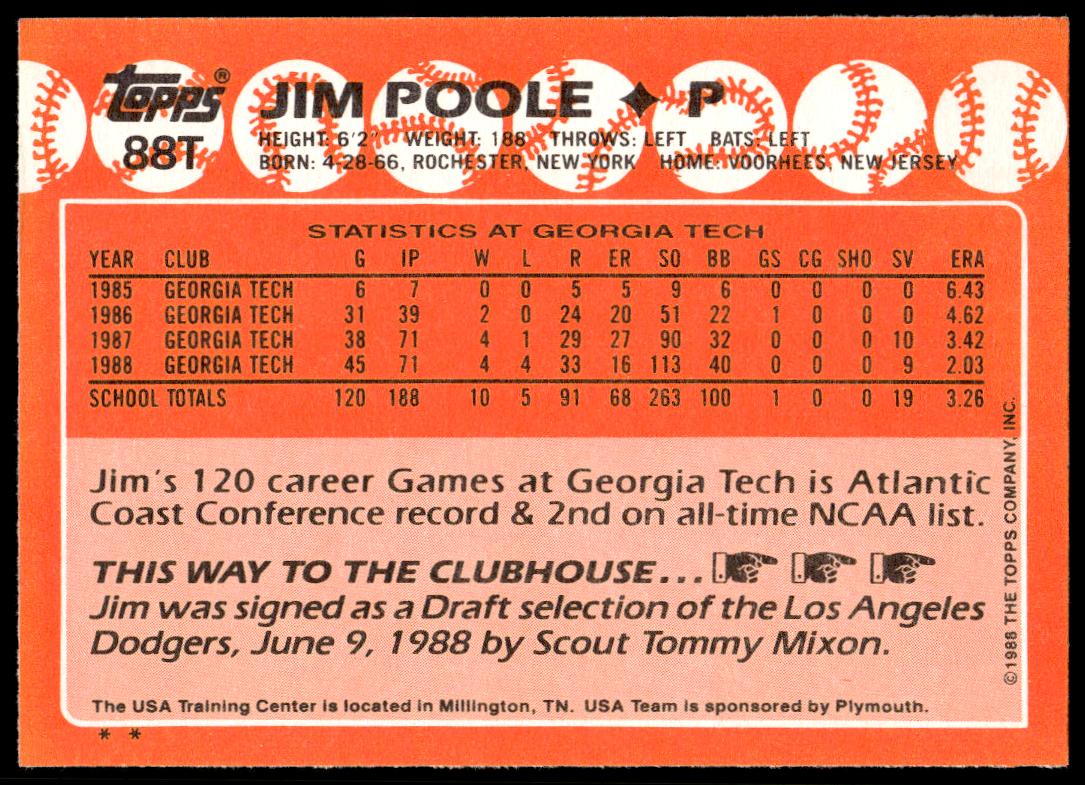 topps®
88T
JIM POOLE ♦ P
HEIGHT: 6'2" WEIGHT: 188 THROWS: LEFT BATS: LEFT
BORN: 4-28-66, ROCHESTER, NEW YORK HOME: VOORHEES, NEW JERSEY
STATISTICS AT GEORGIA TECH
YEAR CLUB G IP W L R ER SO BB GS CG SHO SV ERA
1985 GEORGIA TECH 6 7 0 0 5 5 9 6 0 0 0 0 6.43
1986 GEORGIA TECH 31 39 2 0 24 20 51 22 1 0 0 0 4.62
1987 GEORGIA TECH 38 71 4 1 29 27 90 32 0 0 0 10 3.42
1988 GEORGIA TECH 45 71 4 4 33 16 113 40 0 0 0 9 2.03
SCHOOL TOTALS 120 188 10 5 91 68 263 100 1 0 0 19 3.26
Jim's 120 career Games at Georgia Tech is Atlantic
Coast Conference record & 2nd on all-time NCAA list.
THIS WAY TO THE CLUBHOUSE...
Jim was signed as a Draft selection of the Los Angeles
Dodgers, June 9, 1988 by Scout Tommy Mixon.
The USA Training Center is located in Millington, TN. USA Team is sponsored by Plymouth.
* *
©1988 THE TOPPS COMPANY, INC.